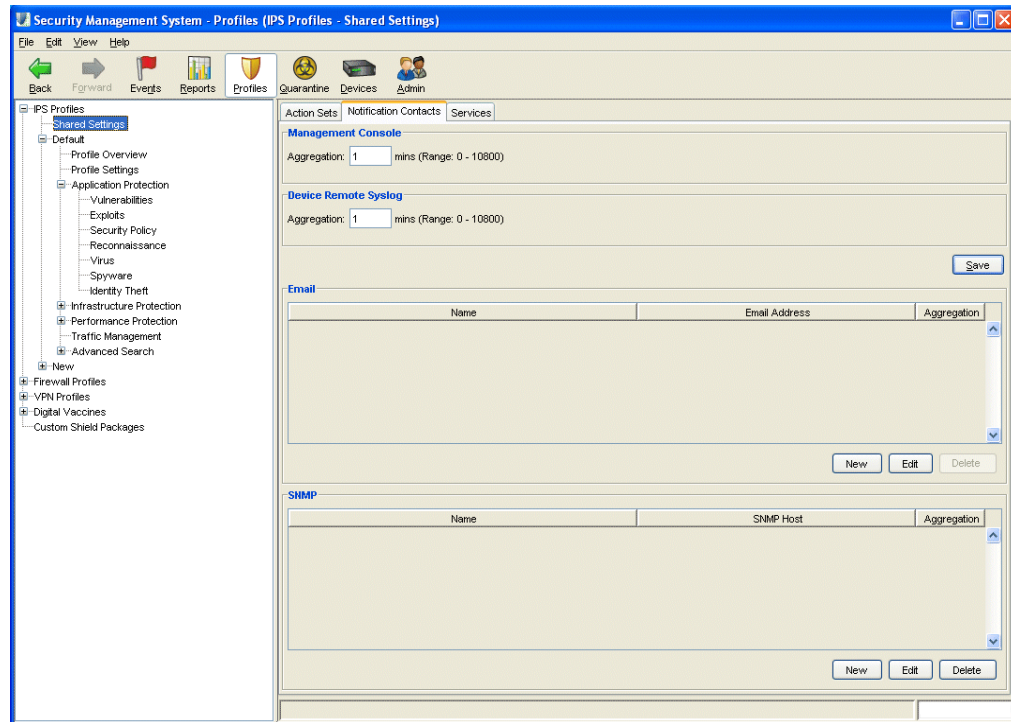 Security Management System - Profiles (IPS Profiles - Shared Settings)
File Edit View Help
Back Forward Events Reports Profiles Quarantine Devices Admin
IPS Profiles
Shared Settings
Default
Profile Overview
Profile Settings
Application Protection
Vulnerabilities
Exploits
Security Policy
Reconnaissance
Virus
Spyware
Identity Theft
Infrastructure Protection
Performance Protection
Traffic Management
Advanced Search
New
Firewall Profiles
VPN Profiles
Digital Vaccines
Custom Shield Packages
Action Sets Notification Contacts Services
Management Console
Aggregation: 1 mins (Range: 0 - 10800)
Device Remote Syslog
Aggregation: 1 mins (Range: 0 - 10800)
Save
Email
Name Email Address Aggregation
New Edit Delete
SNMP
Name SNMP Host Aggregation
New Edit Delete